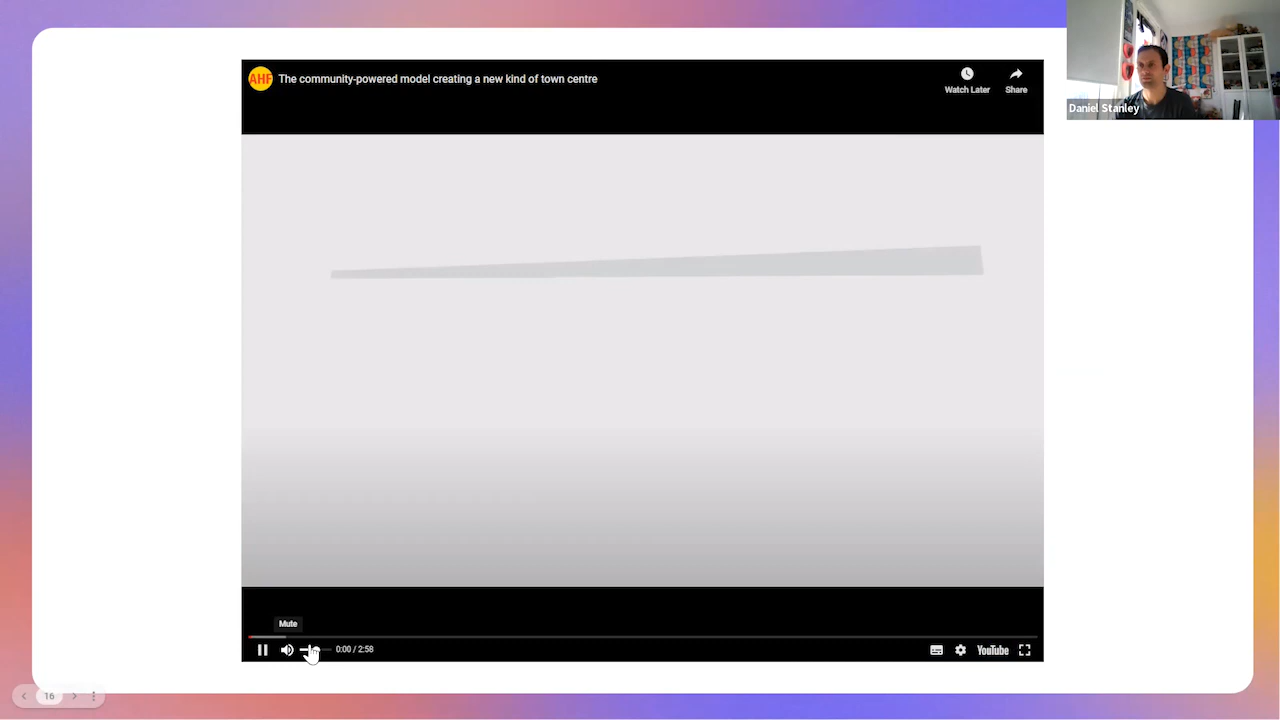 AHF
The community-powered model creating a new kind of town centre
Watch Later
Share
Daniel Stanley
Mute
0:00 / 2:58
YouTube
16